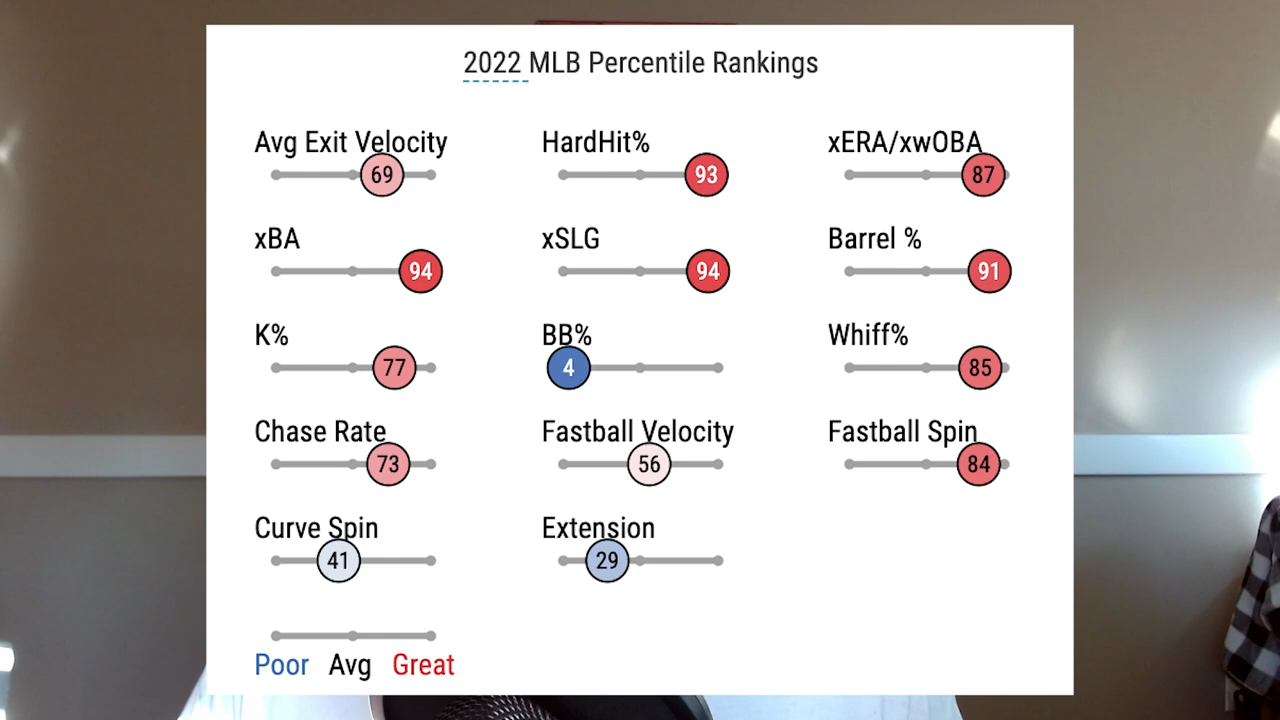 2022 MLB Percentile Rankings
Avg Exit Velocity
69
HardHit%
93
xERA/xwOBA
87
xBA
94
xSLG
94
Barrel %
91
K%
77
BB%
4
Whiff%
85
Chase Rate
73
Fastball Velocity
56
Fastball Spin
84
Curve Spin
41
Extension
29
Poor Avg Great